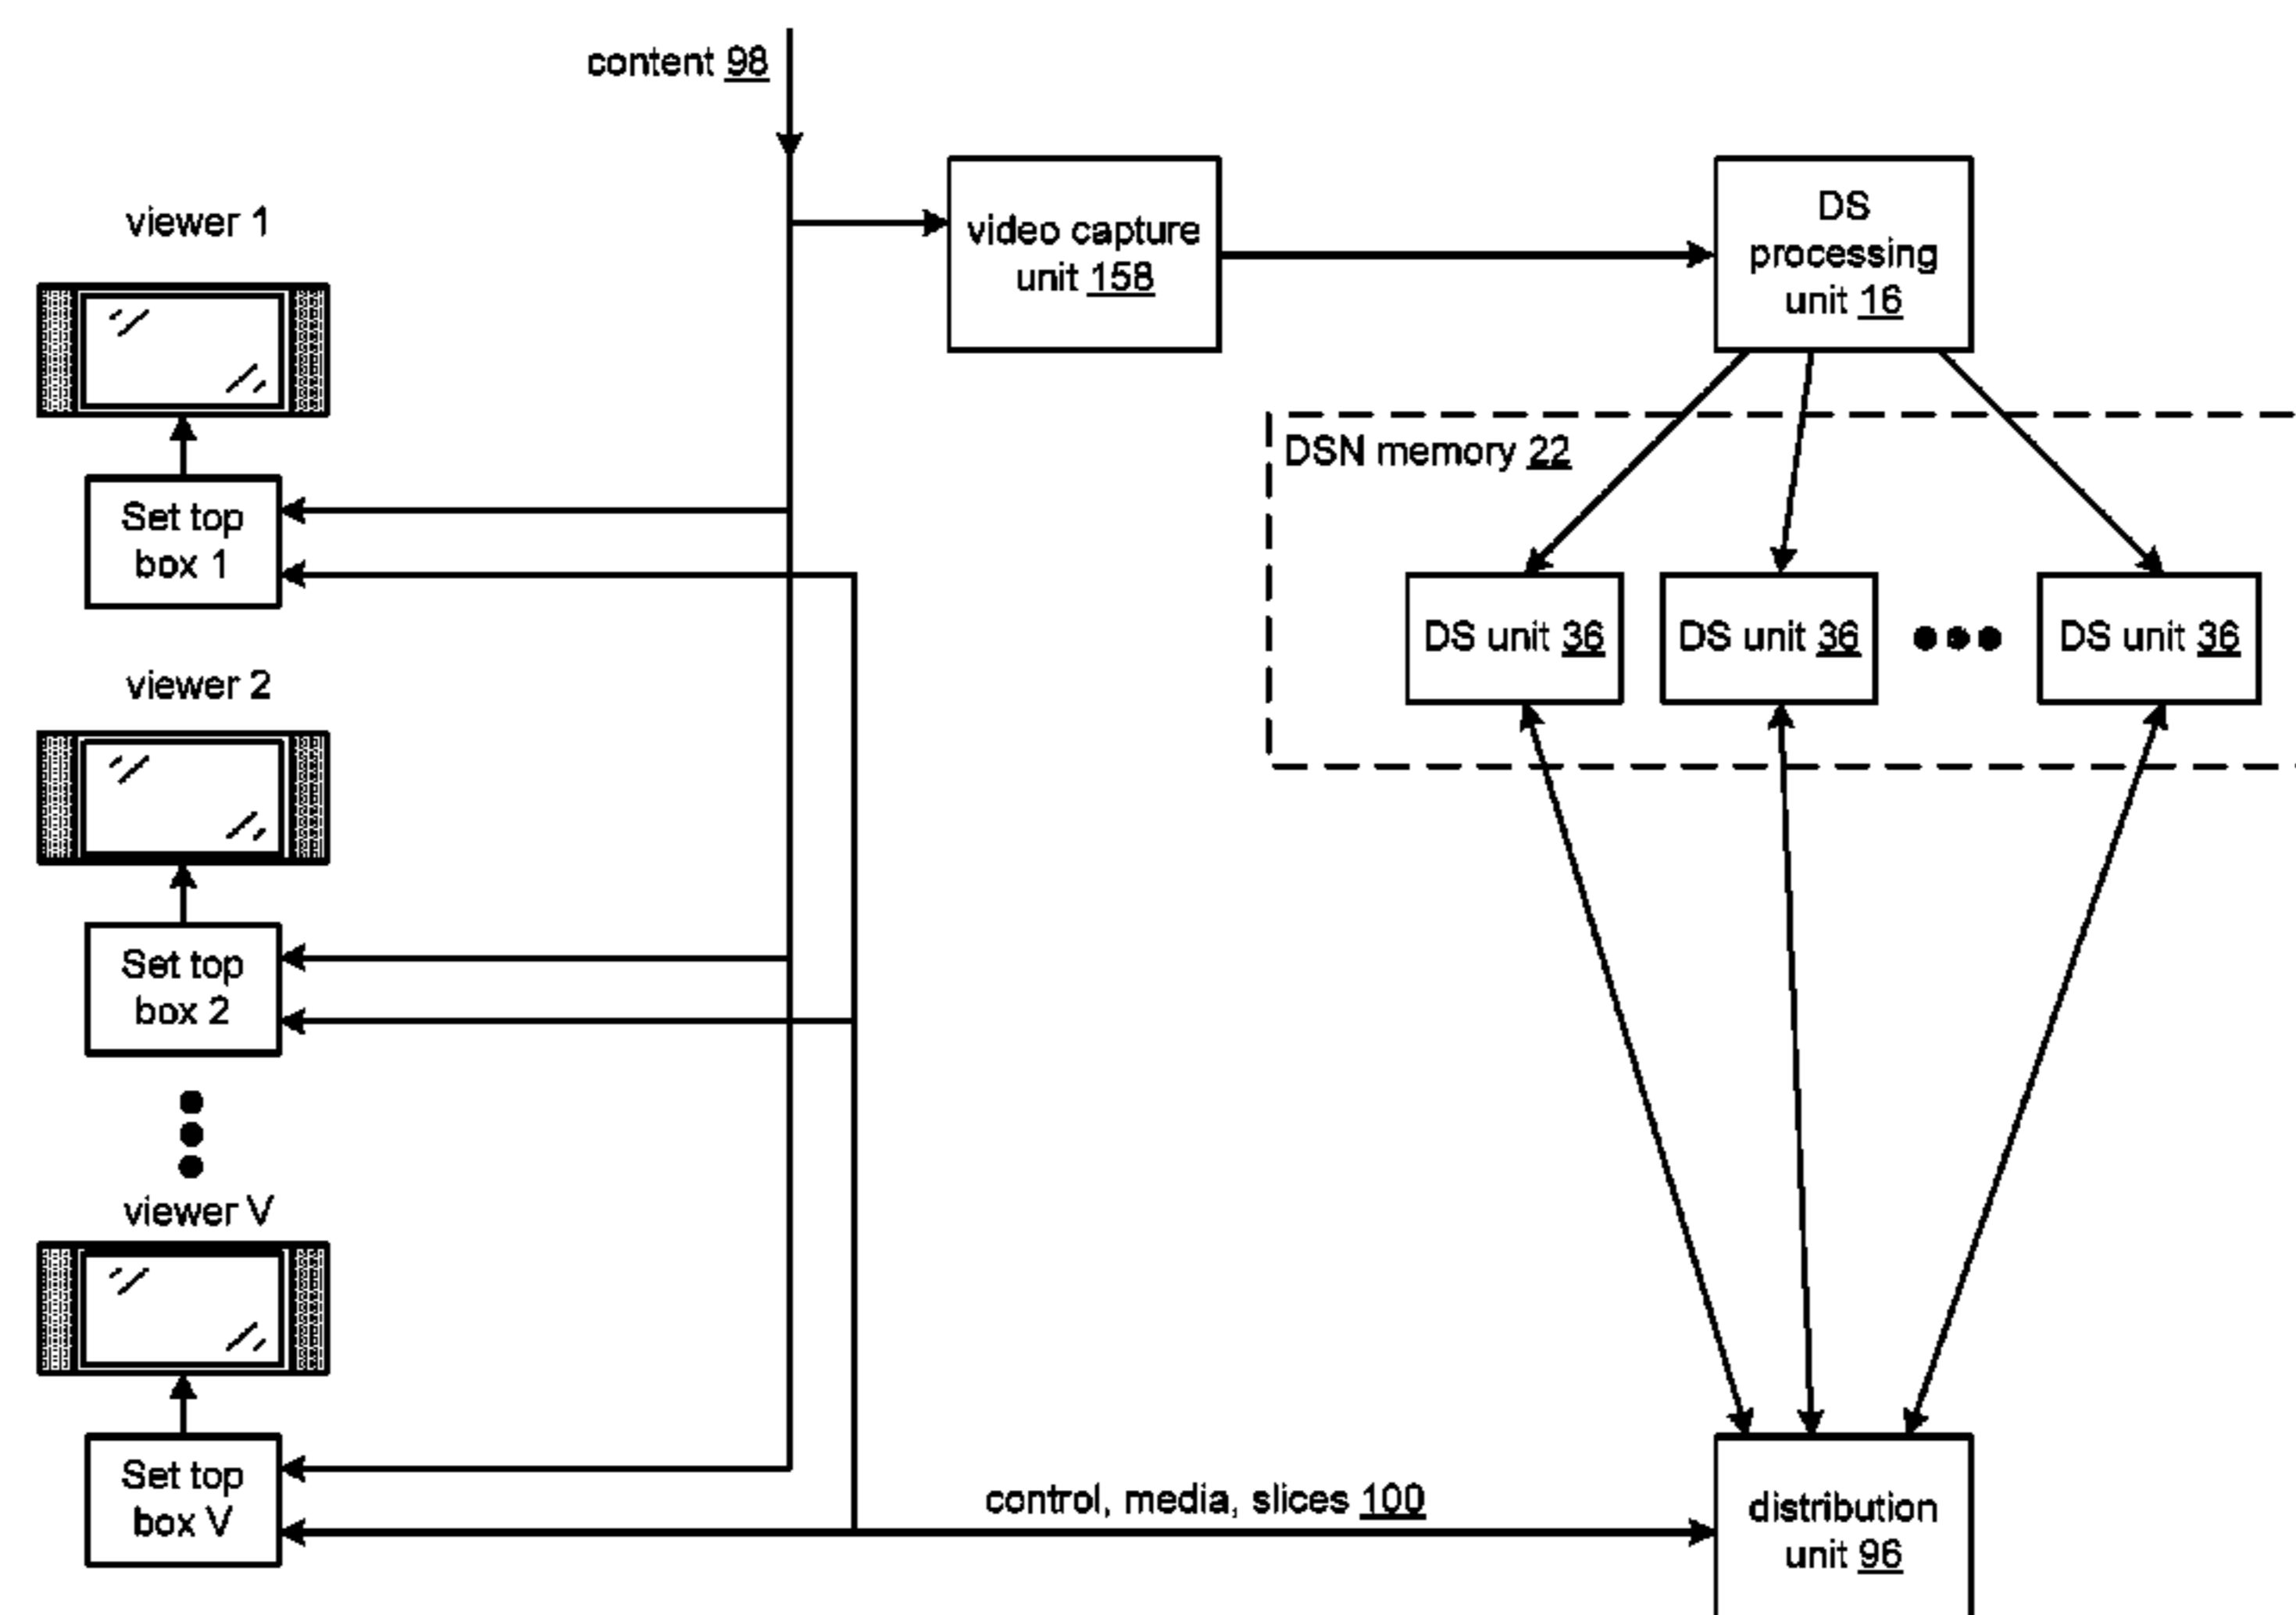 content 98
viewer 1
video capture
unit 158
DS
processing
unit 16
DSN memory 22
Set top
box 1
DS unit 36
DS unit 36
DS unit 36
viewer 2
Set top
box 2
viewer V
Set top
box V
control, media, slices 100
distribution
unit 96